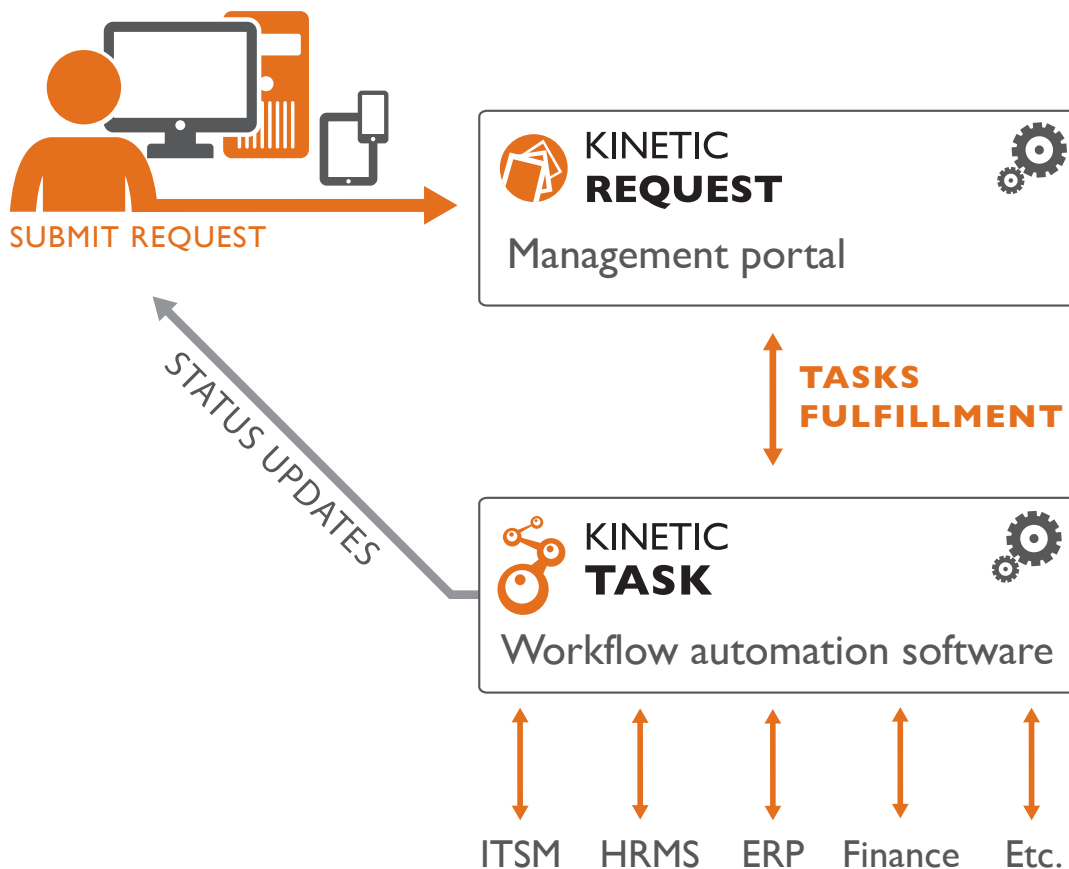 SUBMIT REQUEST
KINETIC
REQUEST
Management portal
TASKS
FULFILLMENT
STATUS UPDATES
KINETIC
TASK
Workflow automation software
ITSM HRMS ERP Finance Etc.